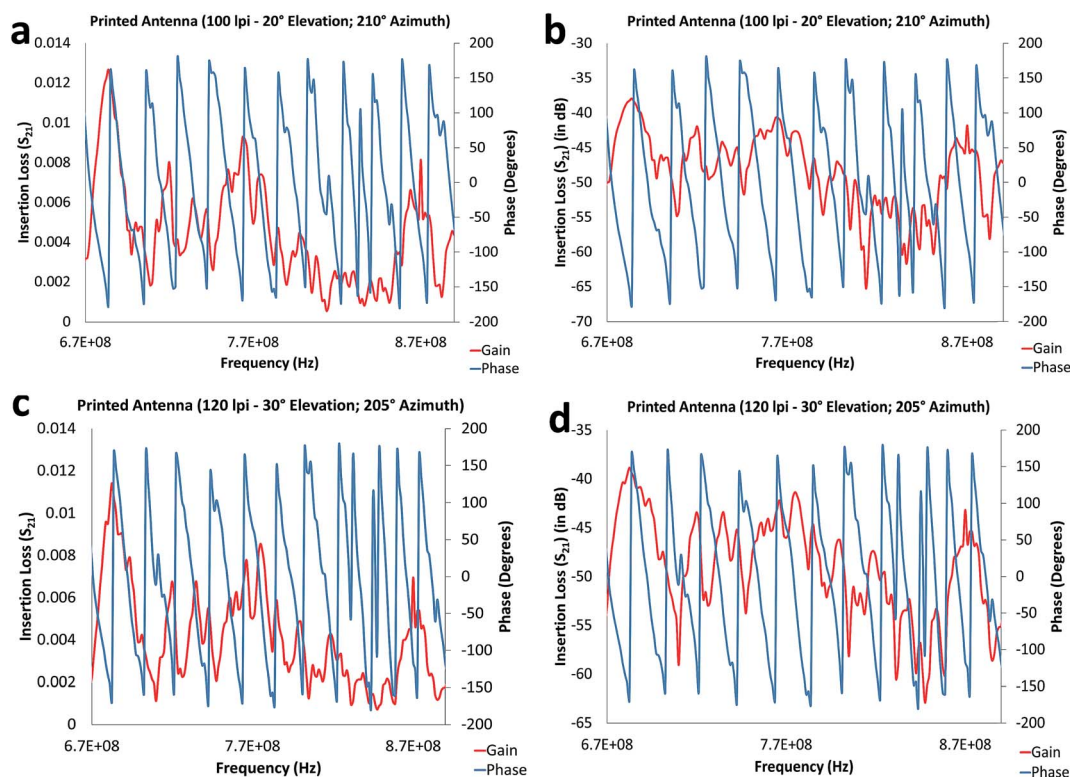 a
Printed Antenna (100 lpi - 20° Elevation; 210° Azimuth)
Insertion Loss (S21)
0.014
0.012
0.01
0.008
0.006
0.004
0.002
0
200
150
100
50
0
-50
-100
-150
-200
Phase (Degrees)
6.7E+08
7.7E+08
8.7E+08
Frequency (Hz)
Gain
Phase
b
Printed Antenna (100 lpi - 20° Elevation; 210° Azimuth)
Insertion Loss (S21) (in dB)
-30
-35
-40
-45
-50
-55
-60
-65
-70
200
150
100
50
0
-50
-100
-150
-200
Phase (Degrees)
6.7E+08
7.7E+08
8.7E+08
Frequency (Hz)
Gain
Phase
c
Printed Antenna (120 lpi - 30° Elevation; 205° Azimuth)
Insertion Loss (S21)
0.014
0.012
0.01
0.008
0.006
0.004
0.002
0
200
150
100
50
0
-50
-100
-150
-200
Phase (Degrees)
6.7E+08
7.7E+08
8.7E+08
Frequency (Hz)
Gain
Phase
d
Printed Antenna (120 lpi - 30° Elevation; 205° Azimuth)
Insertion Loss (S21) (in dB)
-35
-40
-45
-50
-55
-60
-65
200
150
100
50
0
-50
-100
-150
-200
Phase (Degrees)
6.7E+08
7.7E+08
8.7E+08
Frequency (Hz)
Gain
Phase